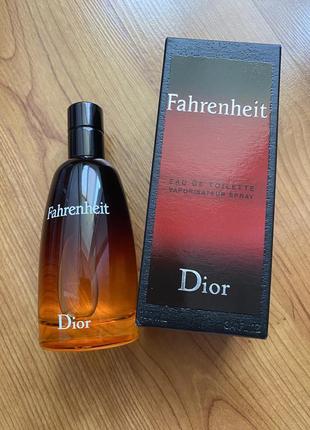 Fahrenheit
Dior
Fahrenheit
EAU DE TOILETTE
VAPORISATEUR SPRAY
Dior